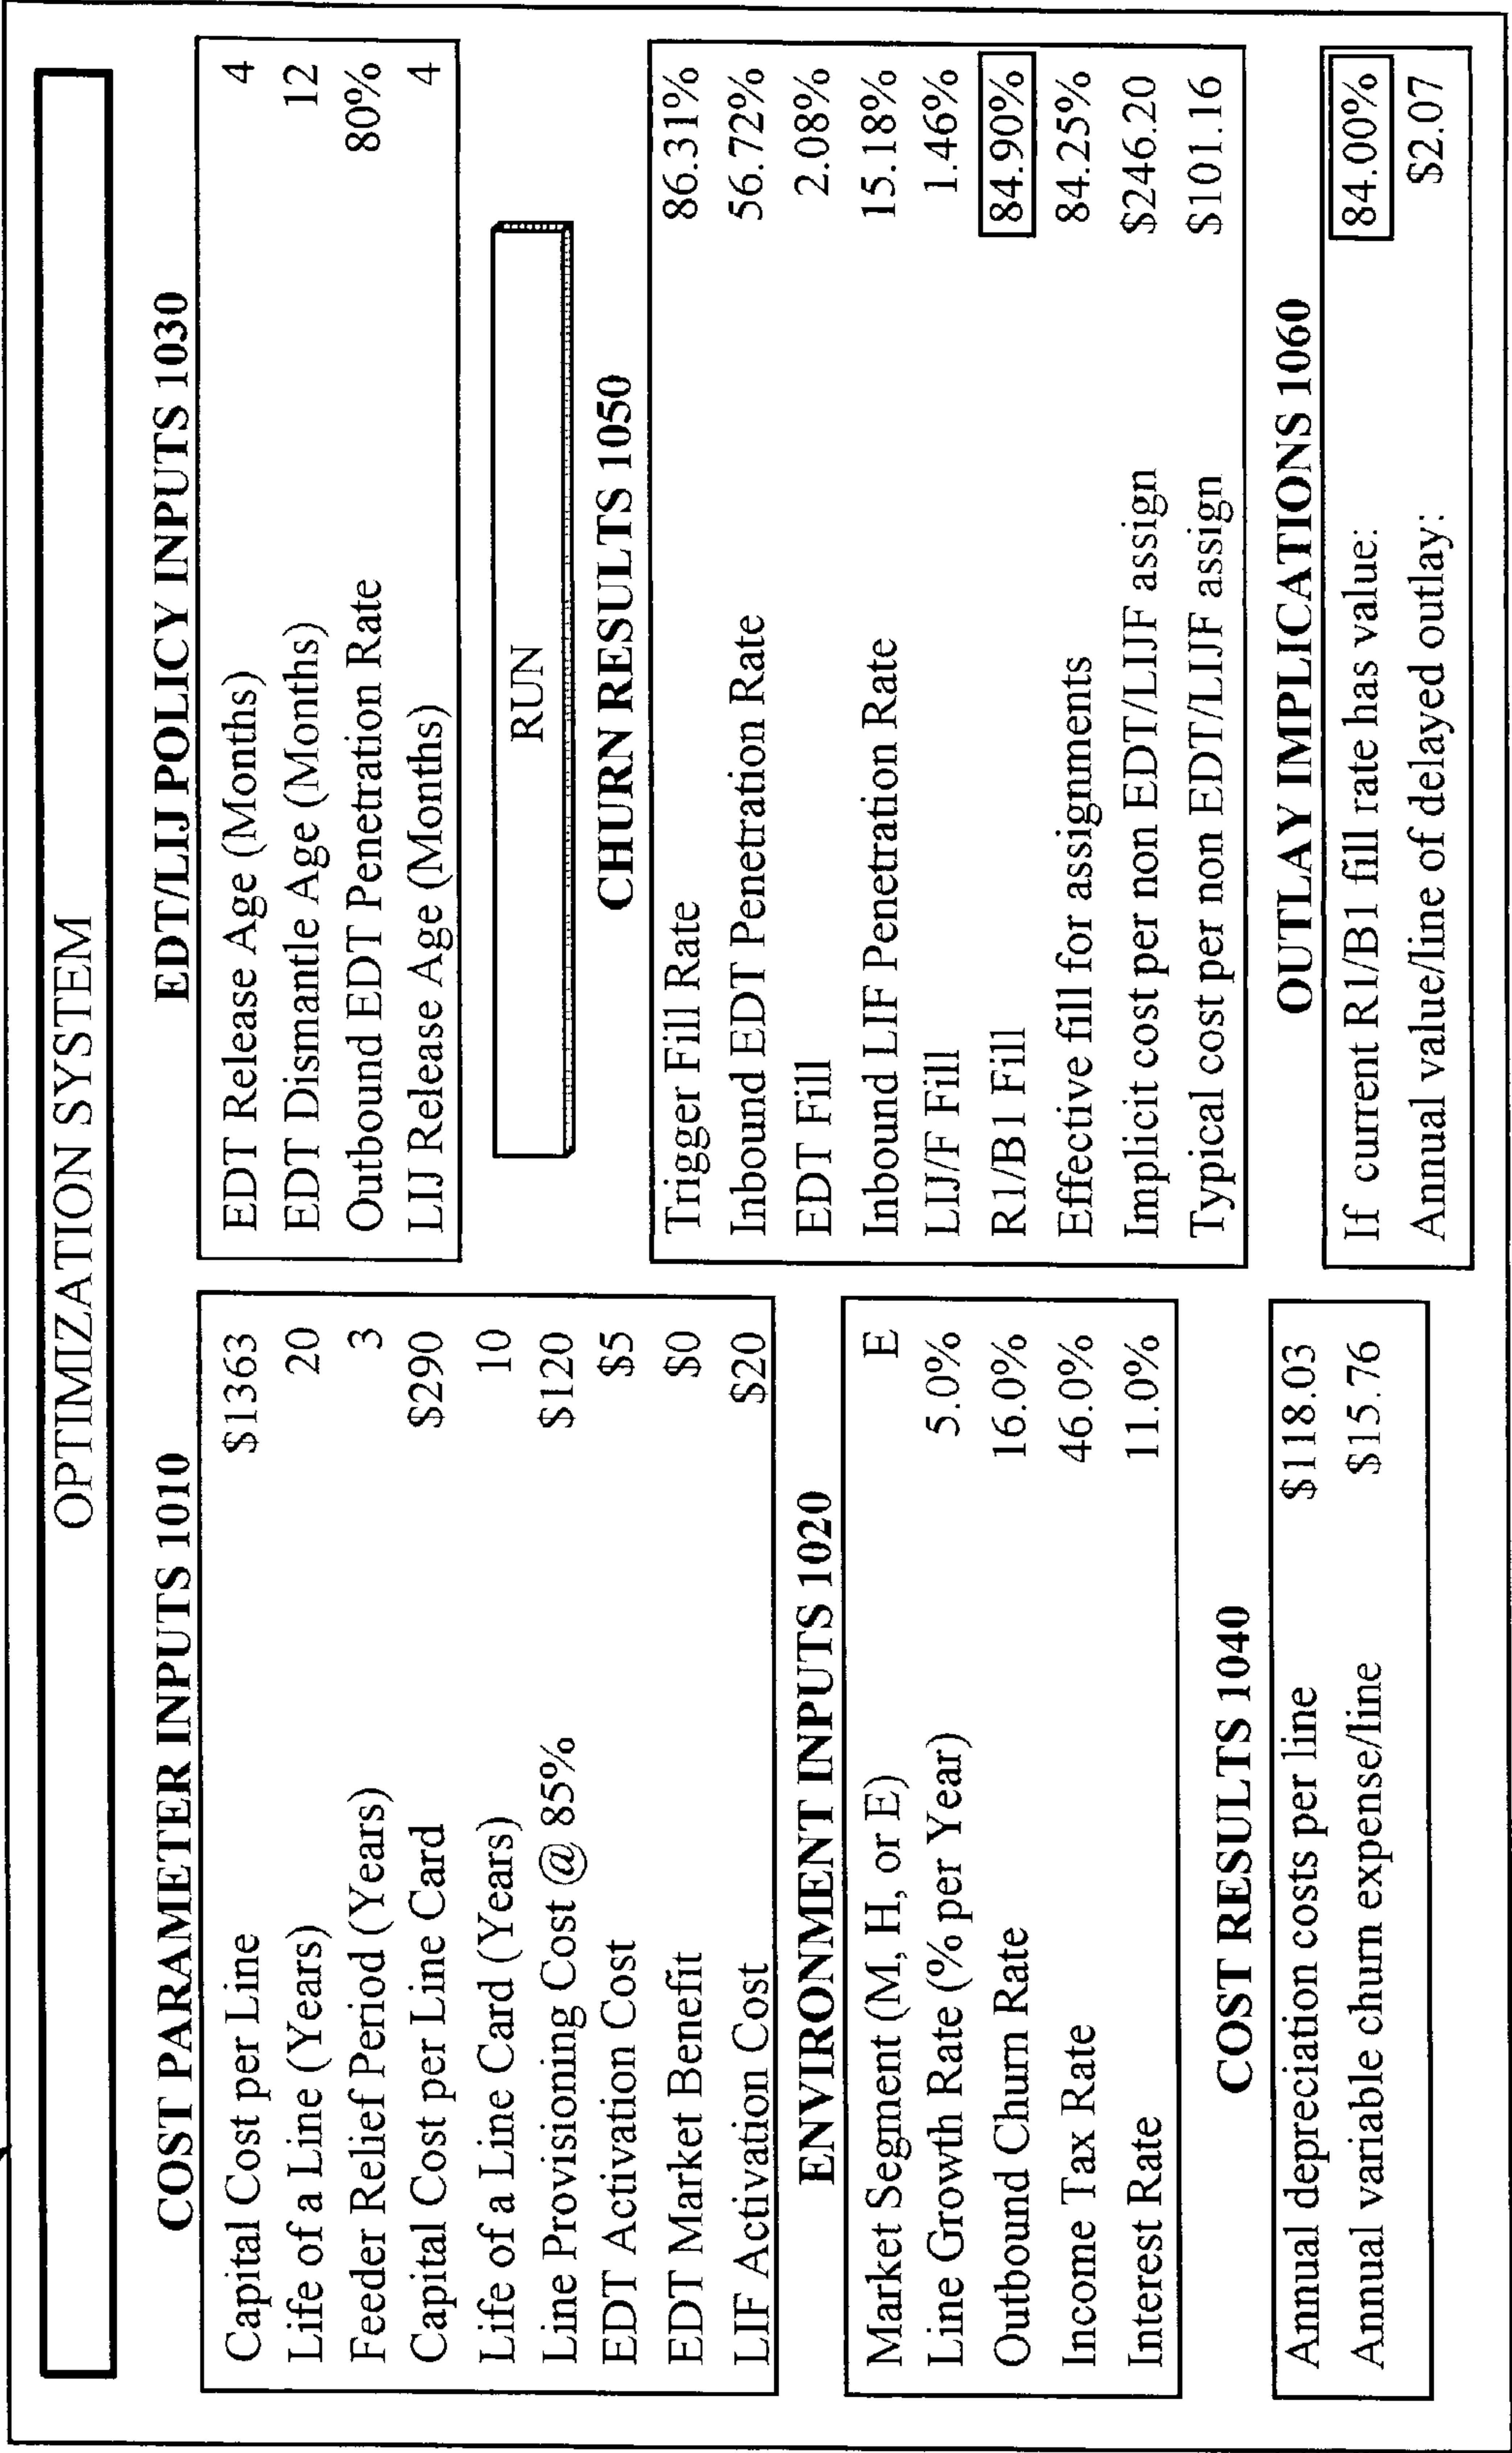 OPTIMIZATION SYSTEM
COST PARAMETER INPUTS 1010
Capital Cost per Line $1363
Life of a Line (Years) 20
Feeder Relief Period (Years) 3
Capital Cost per Line Card $290
Life of a Line Card (Years) 10
Line Provisioning Cost @ 85% $120
EDT Activation Cost $5
EDT Market Benefit $0
LIF Activation Cost $20
ENVIRONMENT INPUTS 1020
Market Segment (M, H, or E) E
Line Growth Rate (% per Year) 5.0%
Outbound Churn Rate 16.0%
Income Tax Rate 46.0%
Interest Rate 11.0%
COST RESULTS 1040
Annual depreciation costs per line $118.03
Annual variable churn expense/line $15.76
EDT/LIJ POLICY INPUTS 1030
EDT Release Age (Months) 4
EDT Dismantle Age (Months) 12
Outbound EDT Penetration Rate 80%
LIJ Release Age (Months) 4
RUN
CHURN RESULTS 1050
Trigger Fill Rate 86.31%
Inbound EDT Penetration Rate 56.72%
EDT Fill 2.08%
Inbound LIF Penetration Rate 15.18%
LIJ/F Fill 1.46%
R1/B1 Fill 84.90%
Effective fill for assignments 84.25%
Implicit cost per non EDT/LIJF assign $246.20
Typical cost per non EDT/LIJF assign $101.16
OUTLAY IMPLICATIONS 1060
If current R1/B1 fill rate has value: 84.00%
Annual value/line of delayed outlay: $2.07